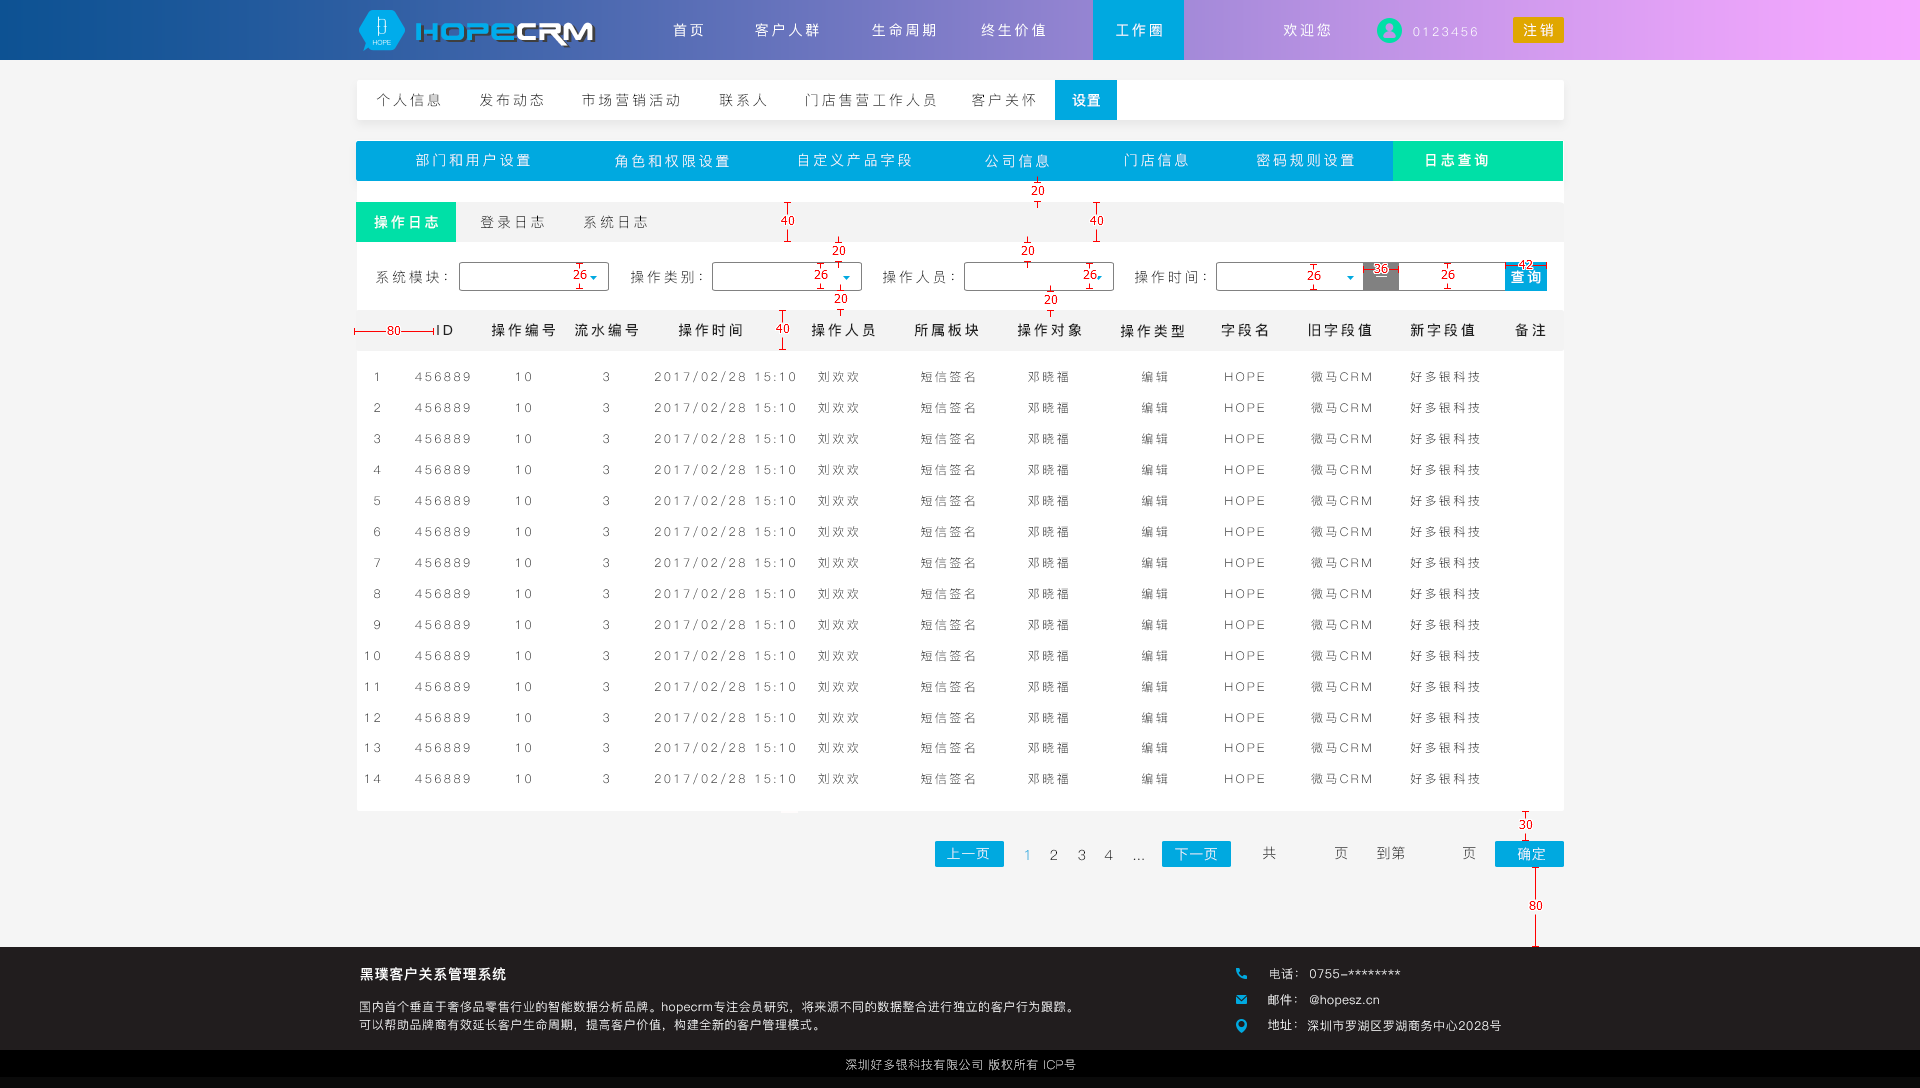 HOPE HOPECRM 首页 客户人群 生命周期 终生价值 工作圈 欢迎您 0123456 注销
个人信息 发布动态 市场营销活动 联系人 门店售营工作人员 客户关怀 设置
部门和用户设置 角色和权限设置 自定义产品字段 公司信息 门店信息 密码规则设置 日志查询
20
操作日志 登录日志 系统日志 40 40
20 20
系统模块： 26 操作类别： 26 操作人员： 26 操作时间： 26 36 26 42 查询
20 20
80 ID 操作编号 流水编号 操作时间 40 操作人员 所属板块 操作对象 操作类型 字段名 旧字段值 新字段值 备注
1 456889 10 3 2017/02/28 15:10 刘欢欢 短信签名 邓晓福 编辑 HOPE 微马CRM 好多银科技
2 456889 10 3 2017/02/28 15:10 刘欢欢 短信签名 邓晓福 编辑 HOPE 微马CRM 好多银科技
3 456889 10 3 2017/02/28 15:10 刘欢欢 短信签名 邓晓福 编辑 HOPE 微马CRM 好多银科技
4 456889 10 3 2017/02/28 15:10 刘欢欢 短信签名 邓晓福 编辑 HOPE 微马CRM 好多银科技
5 456889 10 3 2017/02/28 15:10 刘欢欢 短信签名 邓晓福 编辑 HOPE 微马CRM 好多银科技
6 456889 10 3 2017/02/28 15:10 刘欢欢 短信签名 邓晓福 编辑 HOPE 微马CRM 好多银科技
7 456889 10 3 2017/02/28 15:10 刘欢欢 短信签名 邓晓福 编辑 HOPE 微马CRM 好多银科技
8 456889 10 3 2017/02/28 15:10 刘欢欢 短信签名 邓晓福 编辑 HOPE 微马CRM 好多银科技
9 456889 10 3 2017/02/28 15:10 刘欢欢 短信签名 邓晓福 编辑 HOPE 微马CRM 好多银科技
10 456889 10 3 2017/02/28 15:10 刘欢欢 短信签名 邓晓福 编辑 HOPE 微马CRM 好多银科技
11 456889 10 3 2017/02/28 15:10 刘欢欢 短信签名 邓晓福 编辑 HOPE 微马CRM 好多银科技
12 456889 10 3 2017/02/28 15:10 刘欢欢 短信签名 邓晓福 编辑 HOPE 微马CRM 好多银科技
13 456889 10 3 2017/02/28 15:10 刘欢欢 短信签名 邓晓福 编辑 HOPE 微马CRM 好多银科技
14 456889 10 3 2017/02/28 15:10 刘欢欢 短信签名 邓晓福 编辑 HOPE 微马CRM 好多银科技
30
上一页 1 2 3 4 ... 下一页 共 页 到第 页 确定
80
黑璞客户关系管理系统
国内首个垂直于奢侈品零售行业的智能数据分析品牌。hopecrm专注会员研究，将来源不同的数据整合进行独立的客户行为跟踪。
可以帮助品牌商有效延长客户生命周期，提高客户价值，构建全新的客户管理模式。
电话： 0755-********
邮件： @hopesz.cn
地址： 深圳市罗湖区罗湖商务中心2028号
深圳好多银科技有限公司 版权所有 ICP号